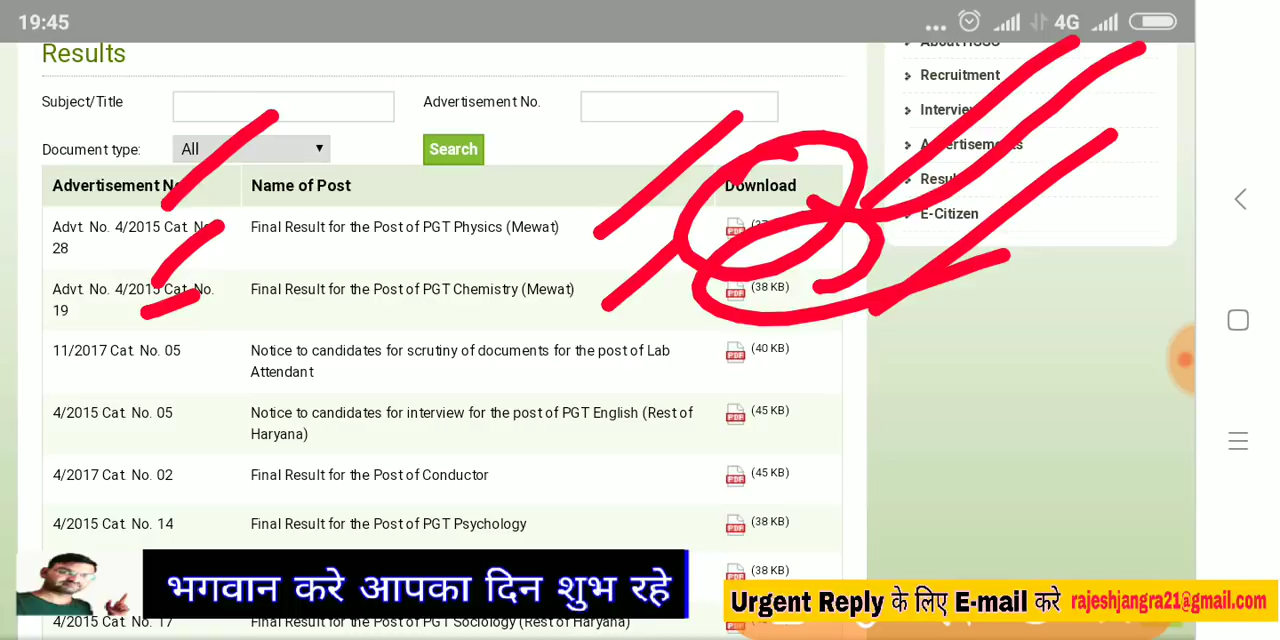 19:45
4G
Results
About HSSC
Subject/Title
Advertisement No.
Recruitment
Document type:
All
Search
Advertisements
Advertisement No.
Name of Post
Download
E-Citizen
Advt. No. 4/2015 Cat. No. 28
Final Result for the Post of PGT Physics (Mewat)
Advt. No. 4/2015 Cat. No. 19
Final Result for the Post of PGT Chemistry (Mewat)
(38 KB)
11/2017 Cat. No. 05
Notice to candidates for scrutiny of documents for the post of Lab
Attendant
(40 KB)
4/2015 Cat. No. 05
Notice to candidates for interview for the post of PGT English (Rest of
Haryana)
(45 KB)
4/2017 Cat. No. 02
Final Result for the Post of Conductor
(45 KB)
4/2015 Cat. No. 14
Final Result for the Post of PGT Psychology
(38 KB)
(38 KB)
भगवान करे आपका दिन शुभ रहे
Urgent Reply के लिए E-mail करे rajeshjangra21@gmail.com
4/2015 Cat. No. 17
Final Result for the Post of PGT Sociology (Rest of Haryana)